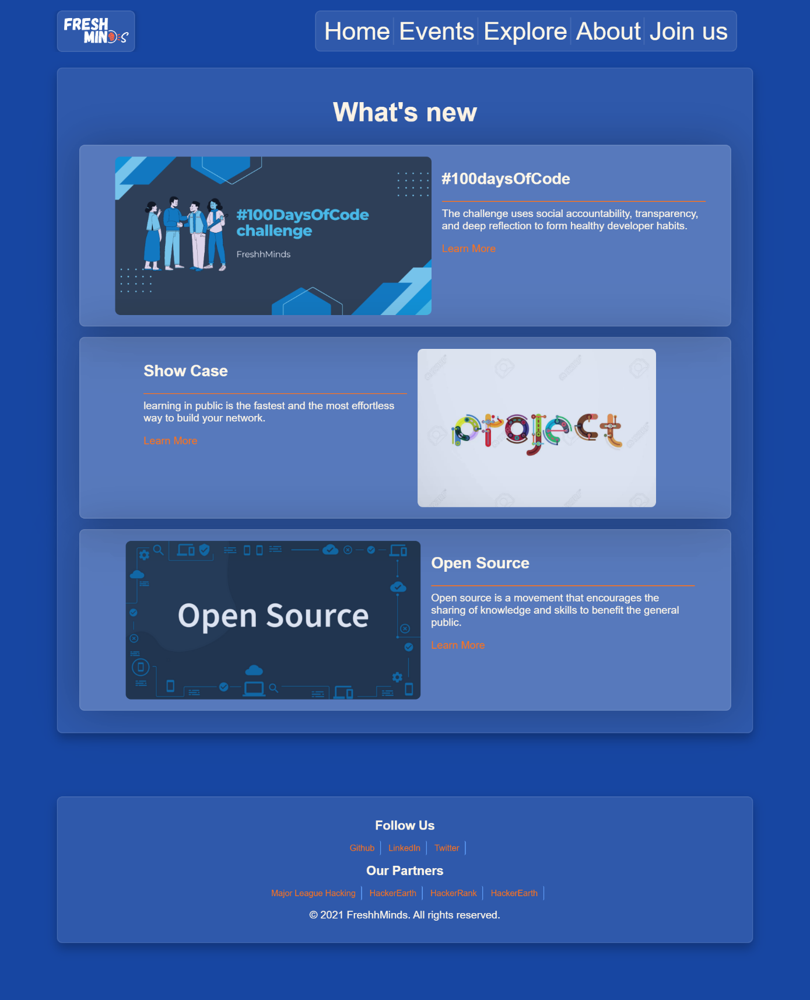 FRESH
MINDS
Home Events Explore About Join us
What's new
#100DaysOfCode
challenge
FreshhMinds
#100daysOfCode
The challenge uses social accountability, transparency,
and deep reflection to form healthy developer habits.
Learn More
Show Case
learning in public is the fastest and the most effortless
way to build your network.
Learn More
project
Open Source
Open Source
Open source is a movement that encourages the
sharing of knowledge and skills to benefit the general
public.
Learn More
Follow Us
Github LinkedIn Twitter
Our Partners
Major League Hacking HackerEarth HackerRank HackerEarth
© 2021 FreshhMinds. All rights reserved.